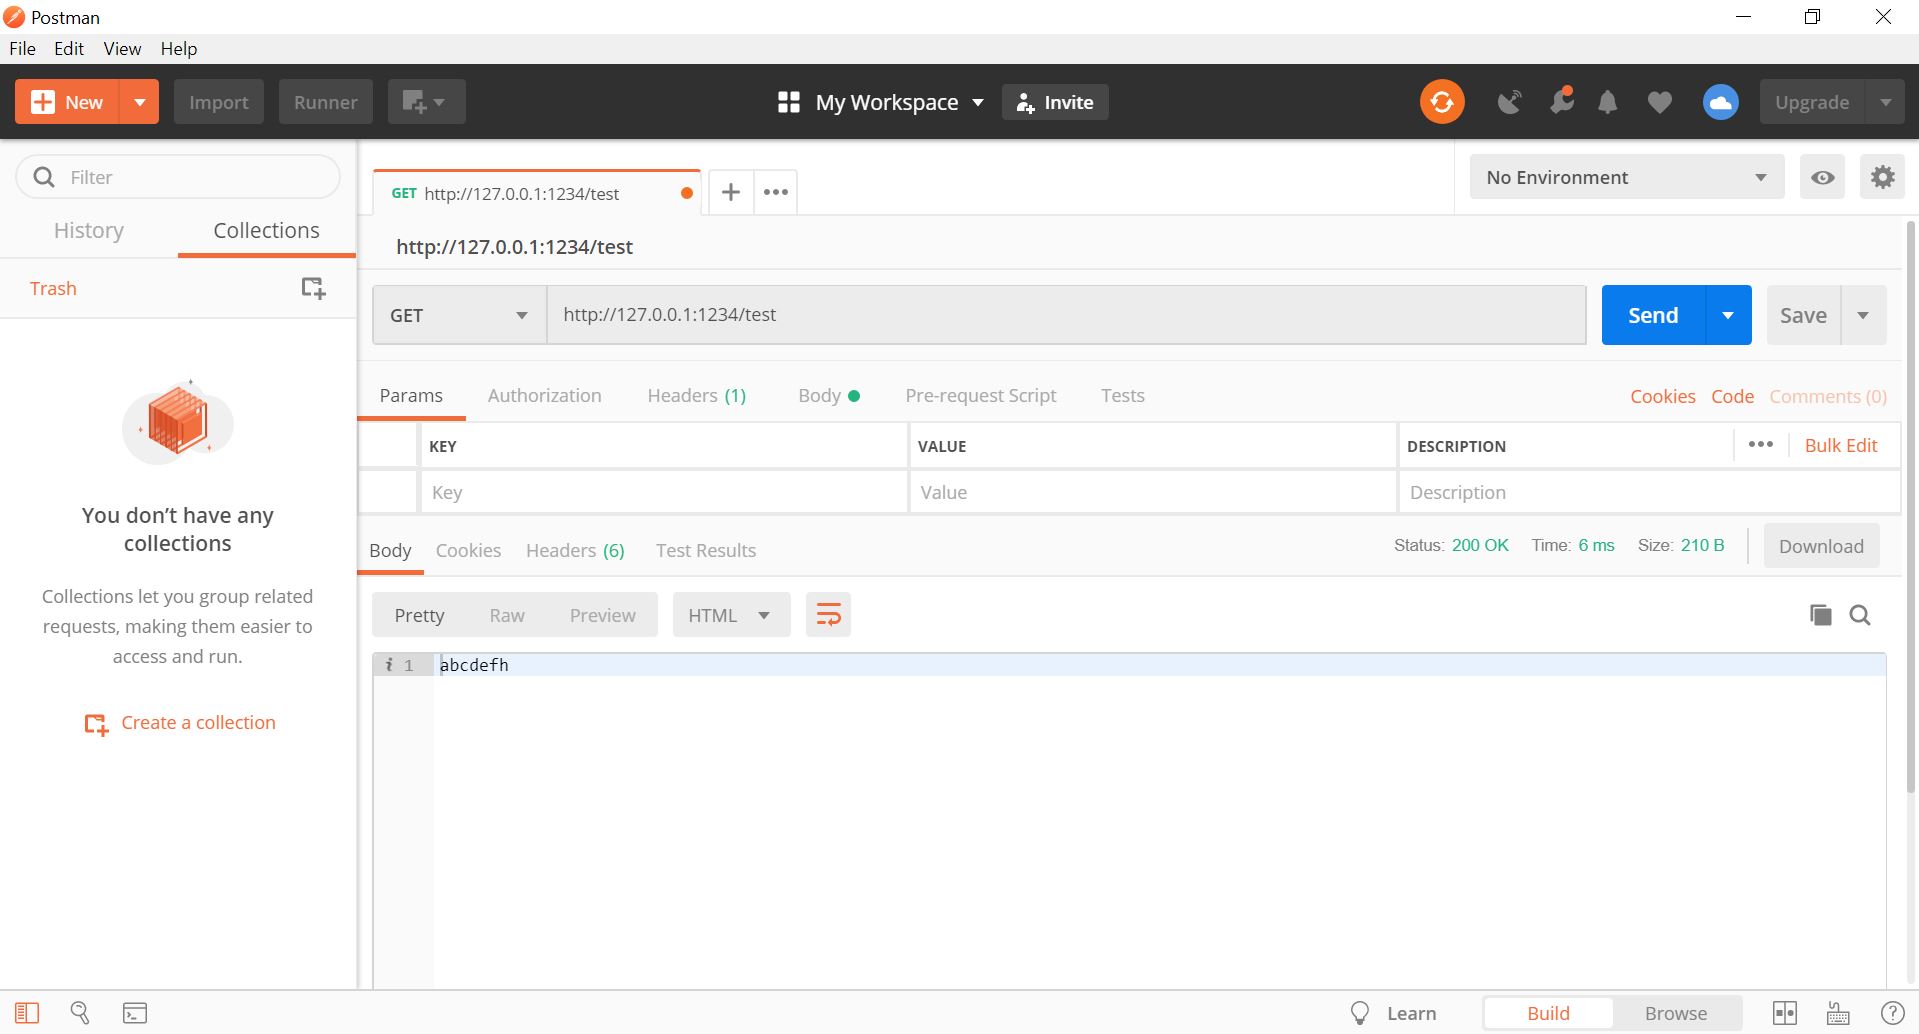 Postman
File Edit View Help
New Import Runner My Workspace Invite Upgrade
Filter
History Collections
Trash
You don’t have any
collections
Collections let you group related
requests, making them easier to
access and run.
Create a collection
GET http://127.0.0.1:1234/test
No Environment
http://127.0.0.1:1234/test
GET http://127.0.0.1:1234/test Send Save
Params Authorization Headers (1) Body Pre-request Script Tests Cookies Code Comments (0)
KEY VALUE DESCRIPTION Bulk Edit
Key Value Description
Body Cookies Headers (6) Test Results Status: 200 OK Time: 6 ms Size: 210 B Download
Pretty Raw Preview HTML
i 1 abcdefh
Learn Build Browse